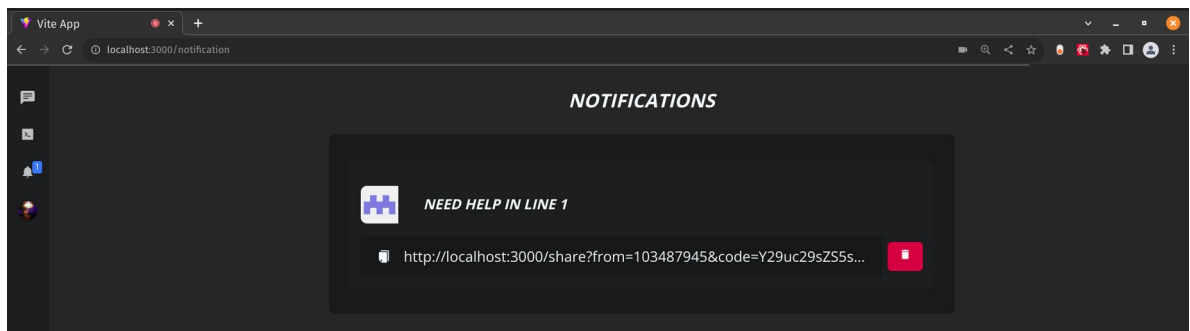 Vite App
localhost:3000/notification
NOTIFICATIONS
1
NEED HELP IN LINE 1
http://localhost:3000/share?from=103487945&code=Y29uc29sZS5s...